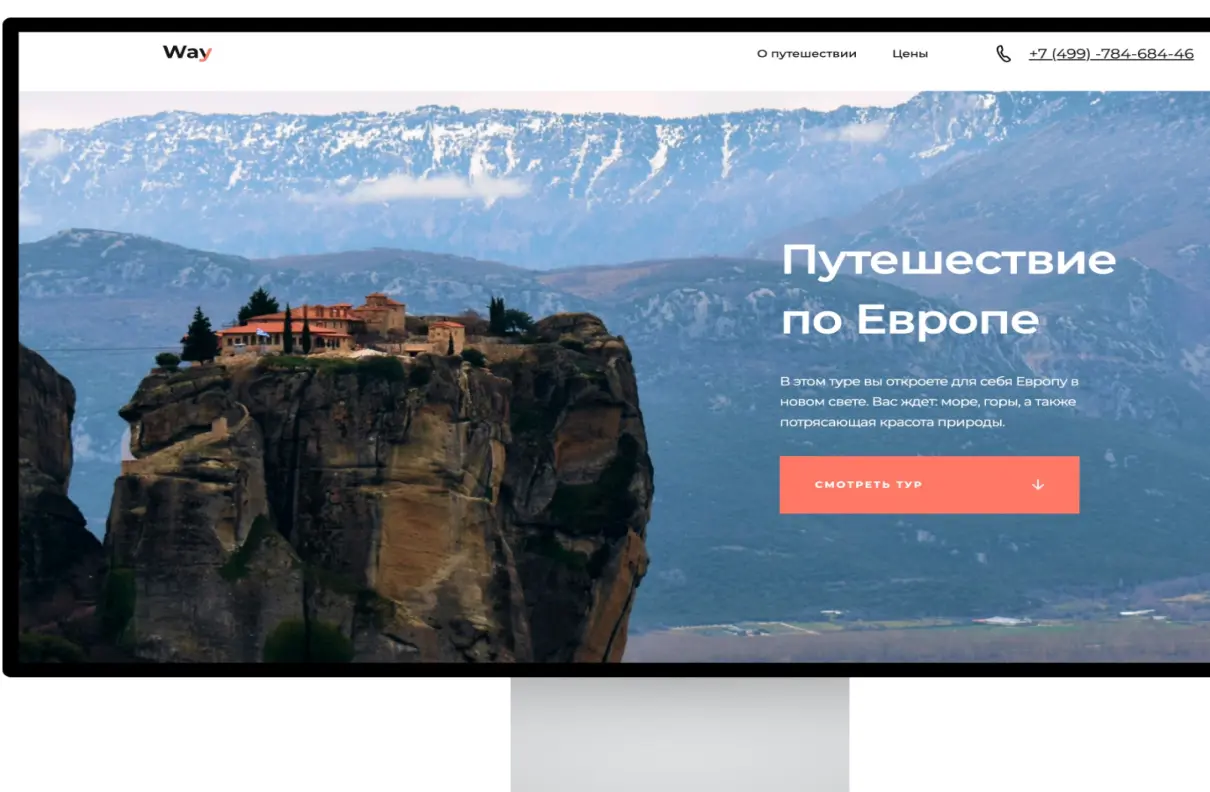 Way
О путешествии
Цены
+7 (499) -784-684-46
Путешествие
по Европе
В этом туре вы откроете для себя Европу в
новом свете. Вас ждет: море, горы, а также
потрясающая красота природы.
СМОТРЕТЬ ТУР